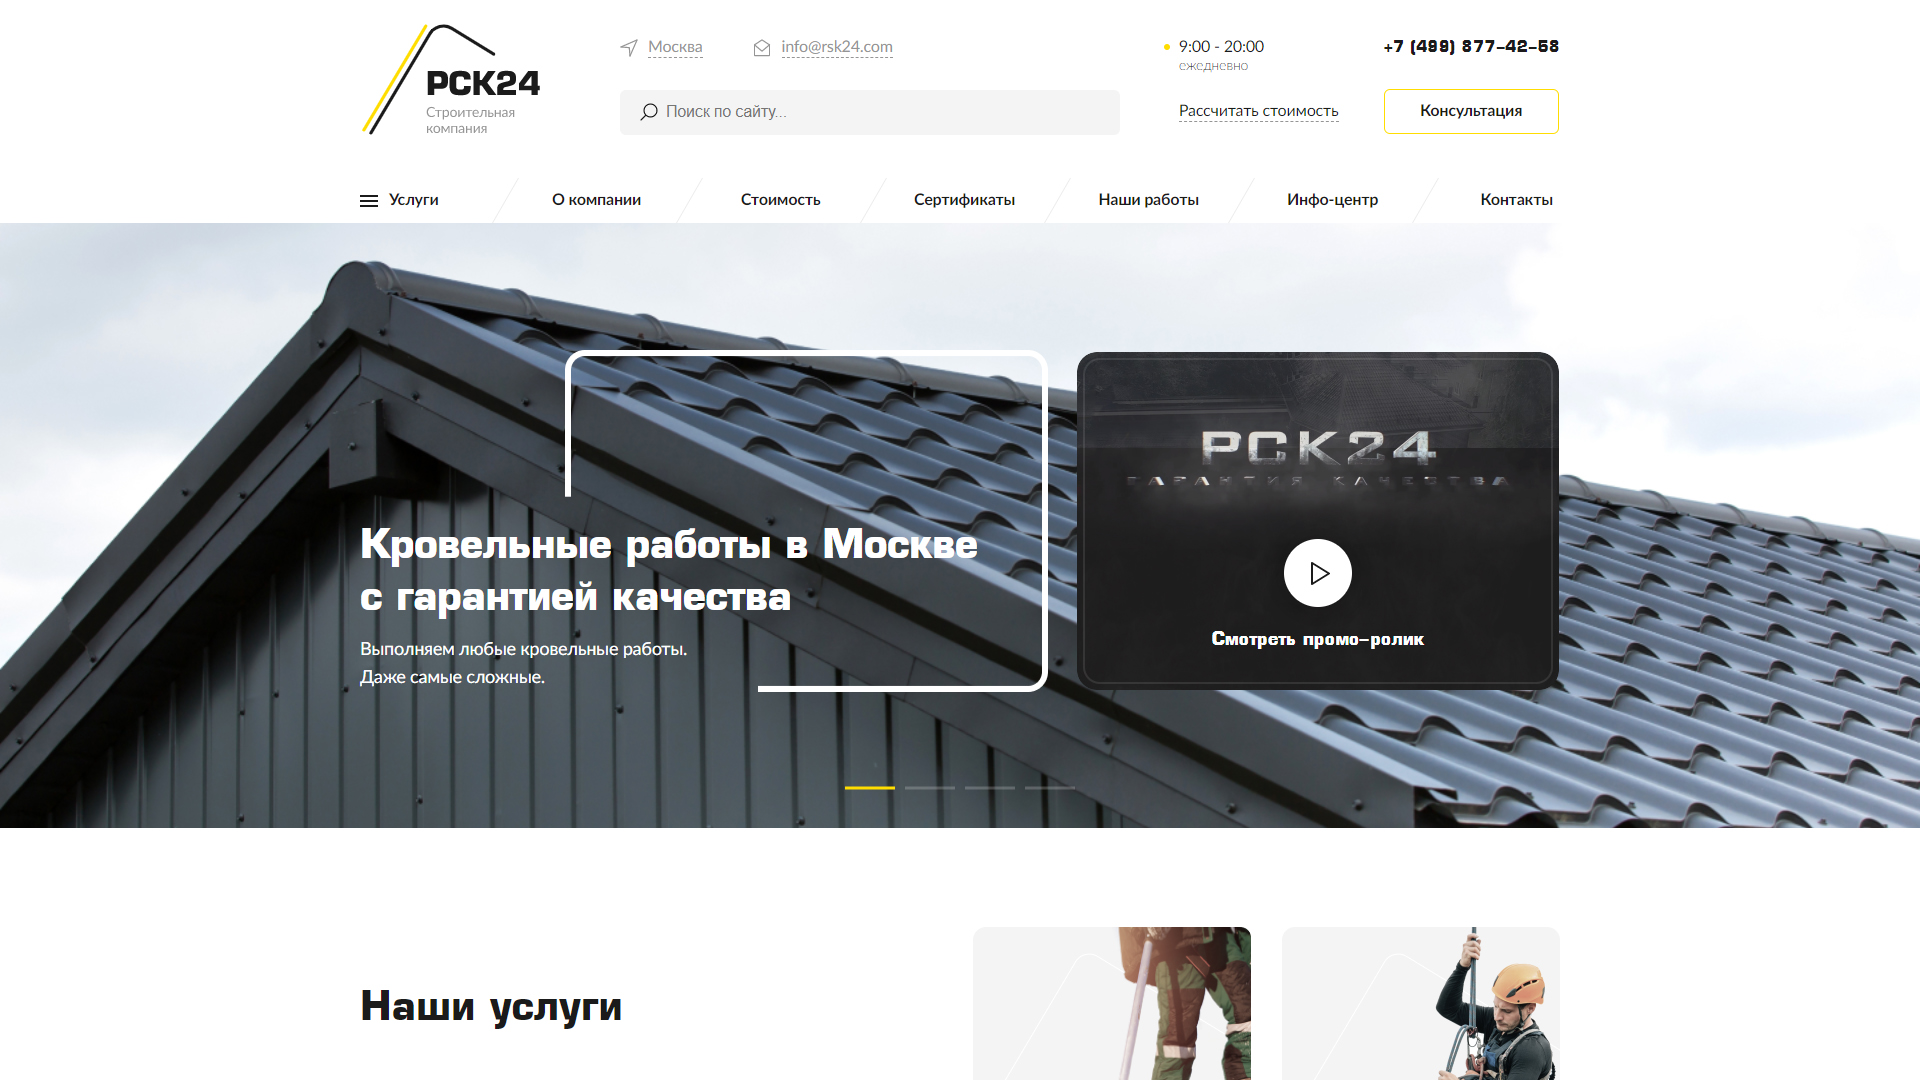 РСК24
Строительная
компания
Москва
info@rsk24.com
9:00 - 20:00
ежедневно
+7 (499) 877-42-58
Поиск по сайту...
Рассчитать стоимость
Консультация
Услуги
О компании
Стоимость
Сертификаты
Наши работы
Инфо-центр
Контакты
Кровельные работы в Москве
с гарантией качества
Выполняем любые кровельные работы.
Даже самые сложные.
РСК24
ГАРАНТИЯ КАЧЕСТВА
Смотреть промо-ролик
Наши услуги